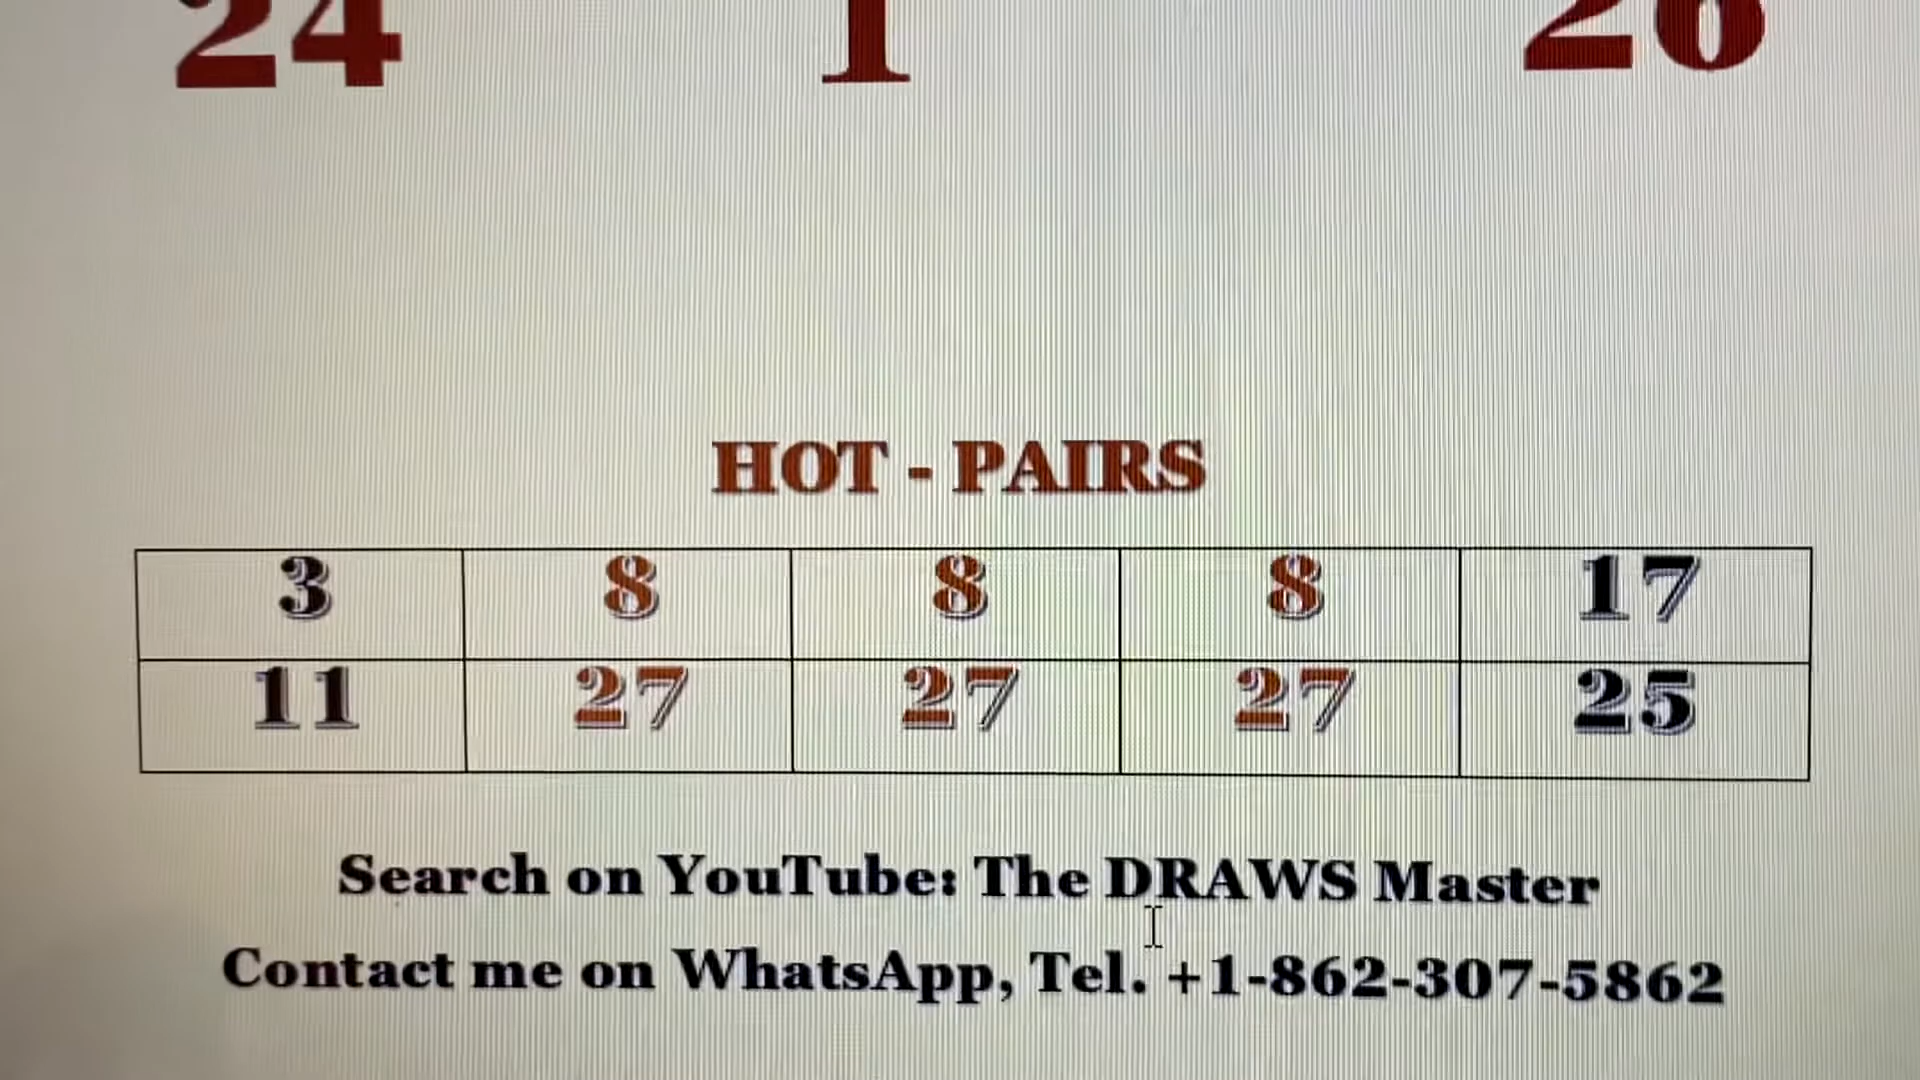 24 1 26
HOT - PAIRS
3 8 8 8 17
11 27 27 27 25
Search on YouTube: The DRAWS Master
Contact me on WhatsApp, Tel. +1-862-307-5862